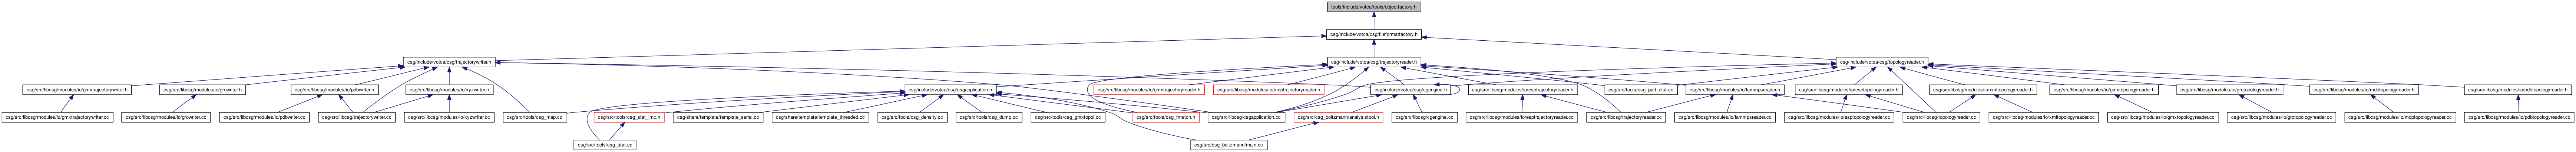 tools/include/votca/tools/objectfactory.h
csg/include/votca/csg/fileformatfactory.h
csg/include/votca/csg/trajectorywriter.h
csg/include/votca/csg/trajectoryreader.h
csg/include/votca/csg/topologyreader.h
csg/src/libcsg/modules/io/gmxtrajectorywriter.h
csg/src/libcsg/modules/io/growriter.h
csg/src/libcsg/modules/io/pdbwriter.h
csg/src/libcsg/modules/io/xyzwriter.h
csg/include/votca/csg/csgapplication.h
csg/src/libcsg/modules/io/gmxtrajectoryreader.h
csg/src/libcsg/modules/io/mdptrajectoryreader.h
csg/include/votca/csg/cgengine.h
csg/src/libcsg/modules/io/esptrajectoryreader.h
csg/src/tools/csg_part_dist.cc
csg/src/libcsg/modules/io/lammpsreader.h
csg/src/libcsg/modules/io/esptopologyreader.h
csg/src/libcsg/modules/io/xmltopologyreader.h
csg/src/libcsg/modules/io/gmxtopologyreader.h
csg/src/libcsg/modules/io/grotopologyreader.h
csg/src/libcsg/modules/io/mdptopologyreader.h
csg/src/libcsg/modules/io/pdbtopologyreader.h
csg/src/libcsg/modules/io/gmxtrajectorywriter.cc
csg/src/libcsg/modules/io/growriter.cc
csg/src/libcsg/modules/io/pdbwriter.cc
csg/src/libcsg/trajectorywriter.cc
csg/src/libcsg/modules/io/xyzwriter.cc
csg/src/tools/csg_map.cc
csg/src/tools/csg_stat_imc.h
csg/share/template/template_serial.cc
csg/share/template/template_threaded.cc
csg/src/tools/csg_density.cc
csg/src/tools/csg_dump.cc
csg/src/tools/csg_gmxtopol.cc
csg/src/tools/csg_fmatch.h
csg/src/libcsg/csgapplication.cc
csg/src/csg_boltzmann/analysistool.h
csg/src/libcsg/cgengine.cc
csg/src/libcsg/modules/io/esptrajectoryreader.cc
csg/src/libcsg/trajectoryreader.cc
csg/src/libcsg/modules/io/lammpsreader.cc
csg/src/libcsg/modules/io/esptopologyreader.cc
csg/src/libcsg/topologyreader.cc
csg/src/libcsg/modules/io/xmltopologyreader.cc
csg/src/libcsg/modules/io/gmxtopologyreader.cc
csg/src/libcsg/modules/io/grotopologyreader.cc
csg/src/libcsg/modules/io/mdptopologyreader.cc
csg/src/libcsg/modules/io/pdbtopologyreader.cc
csg/src/tools/csg_stat.cc
csg/src/csg_boltzmann/main.cc